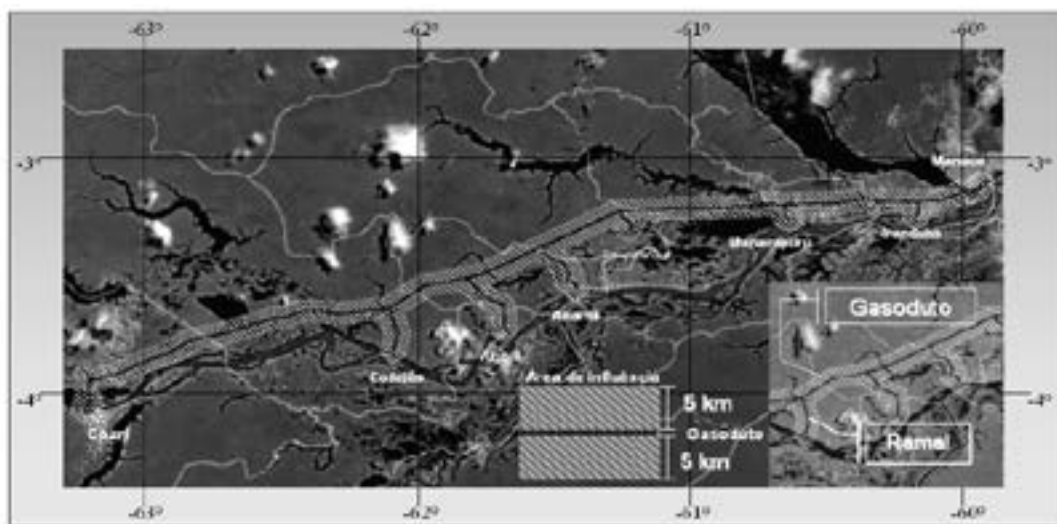 -63º -62º -61º -60º
Manaus
-3º -3º
Iranduba
Gasoduto
Anamã
Codajás
Área de influência
5 km
-4º -4º
Coari
Gasoduto
5 km
Ramal
-63º -62º -61º -60º